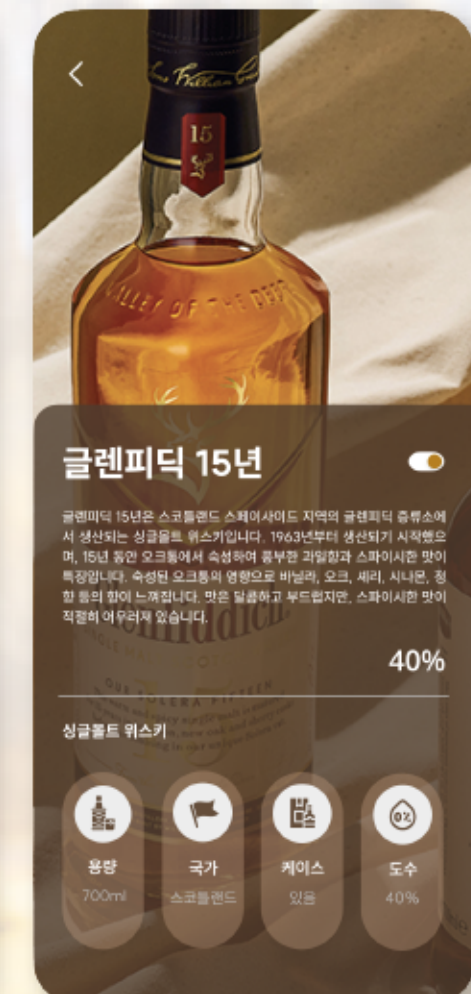 15
VALLEY OF THE DEER
글렌피딕 15년
글렌피딕 15년은 스코틀랜드 스페이사이드 지역의 글렌피딕 증류소에
서 생산되는 싱글몰트 위스키입니다. 1963년부터 생산되기 시작했으
며, 15년 동안 오크통에서 숙성하여 풍부한 과일향과 스파이시한 맛이
특징입니다. 숙성된 오크통의 영향으로 바닐라, 오크, 셰리, 시나몬, 정
향 등의 향이 느껴집니다. 맛은 달콤하고 부드럽지만, 스파이시한 맛이
적절히 어우러져 있습니다.
40%
OUR SOLERA FIFTEEN
싱글몰트 위스키
0%
용량
국가
케이스
도수
700ml
스코틀랜드
있음
40%